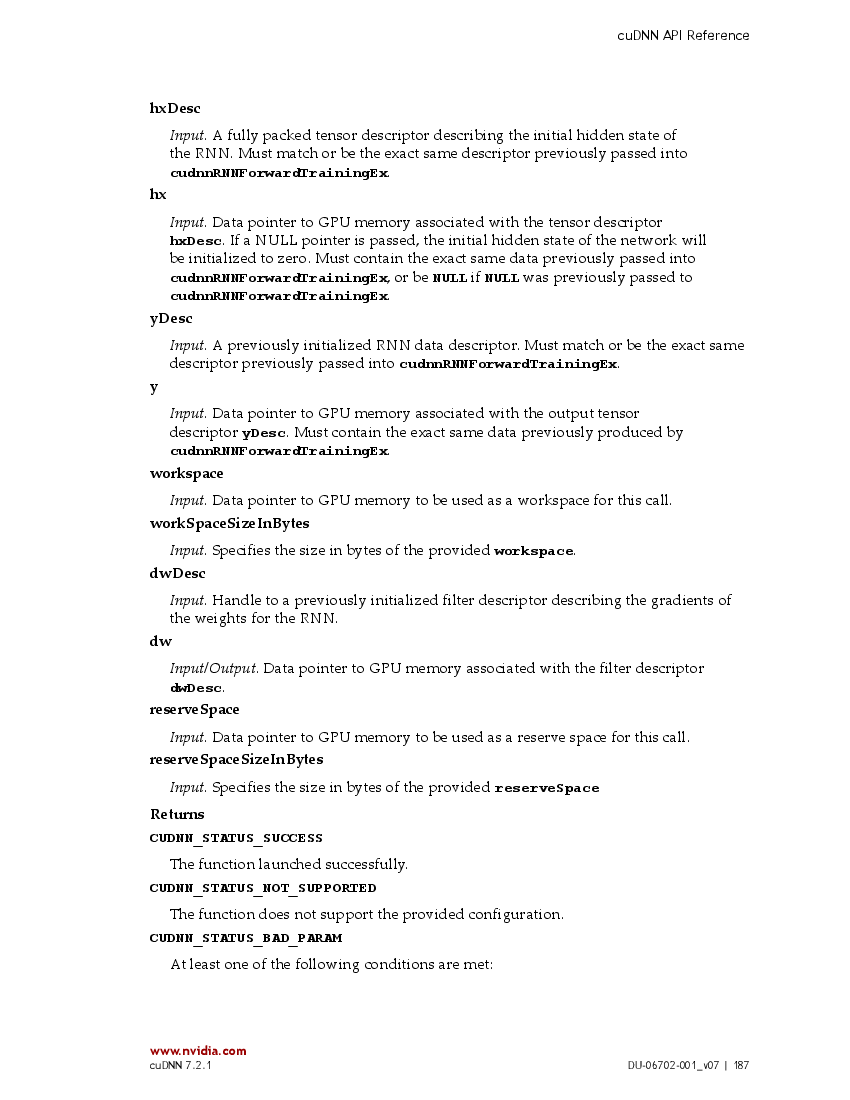 cuDNN API Reference
hxDesc
Input. A fully packed tensor descriptor describing the initial hidden state of
the RNN. Must match or be the exact same descriptor previously passed into
cudnnRNNForwardTrainingEx.
hx
Input. Data pointer to GPU memory associated with the tensor descriptor
hxDesc. If a NULL pointer is passed, the initial hidden state of the network will
be initialized to zero. Must contain the exact same data previously passed into
cudnnRNNForwardTrainingEx, or be NULL if NULL was previously passed to
cudnnRNNForwardTrainingEx.
yDesc
Input. A previously initialized RNN data descriptor. Must match or be the exact same
descriptor previously passed into cudnnRNNForwardTrainingEx.
y
Input. Data pointer to GPU memory associated with the output tensor
descriptor yDesc. Must contain the exact same data previously produced by
cudnnRNNForwardTrainingEx.
workspace
Input. Data pointer to GPU memory to be used as a workspace for this call.
workSpaceSizeInBytes
Input. Specifies the size in bytes of the provided workspace.
dwDesc
Input. Handle to a previously initialized filter descriptor describing the gradients of
the weights for the RNN.
dw
Input/Output. Data pointer to GPU memory associated with the filter descriptor
dwDesc.
reserveSpace
Input. Data pointer to GPU memory to be used as a reserve space for this call.
reserveSpaceSizeInBytes
Input. Specifies the size in bytes of the provided reserveSpace
Returns
CUDNN_STATUS_SUCCESS
The function launched successfully.
CUDNN_STATUS_NOT_SUPPORTED
The function does not support the provided configuration.
CUDNN_STATUS_BAD_PARAM
At least one of the following conditions are met:
www.nvidia.com
cuDNN 7.2.1
DU-06702-001_v07 | 187